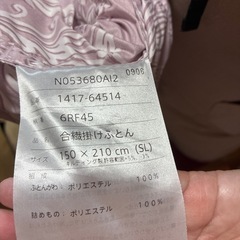 N053680AI2 0908
1417-64514
6RF45
合繊掛けふとん
サイズ 150 × 210 cm (SL)
ふとんがわ: ポリエステル 100%
詰めもの: ポリエステル 100%